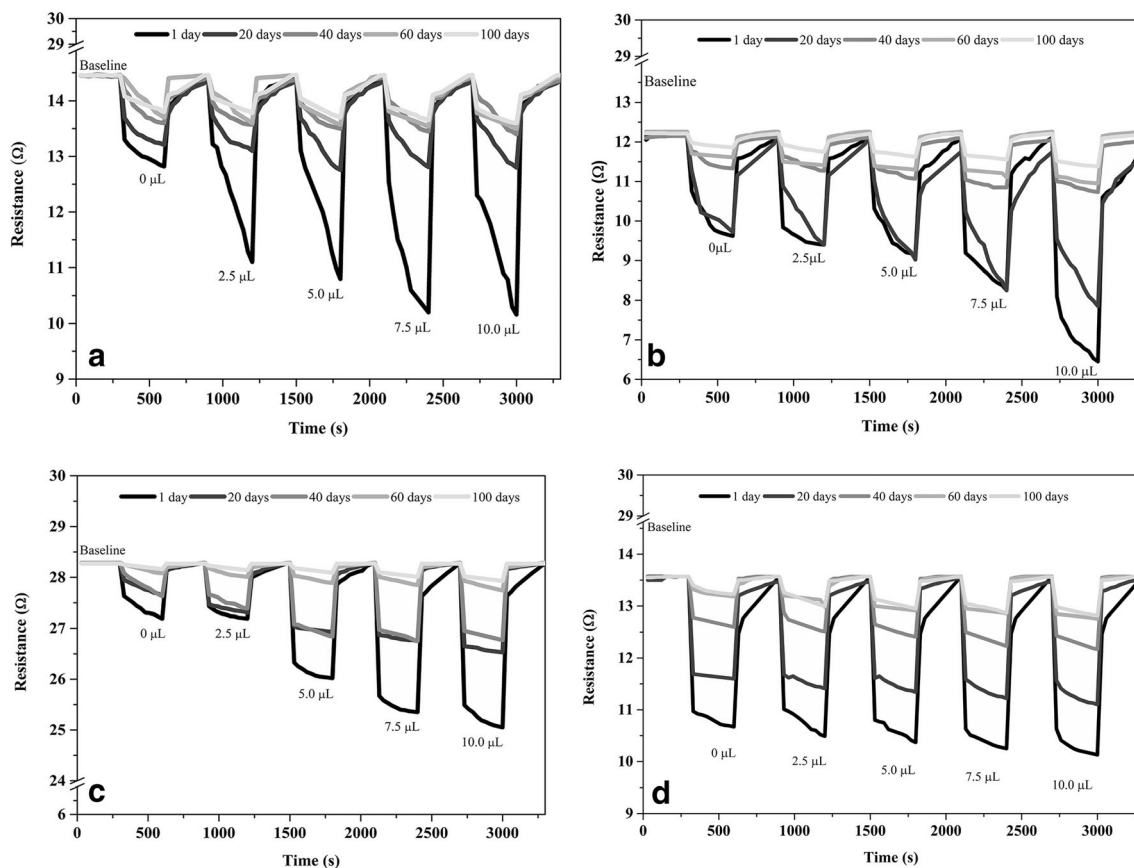 30
29
1 day 20 days 40 days 60 days 100 days
Baseline
14
13
12
11
10
9
0 μL
2.5 μL
5.0 μL
7.5 μL
10.0 μL
a
0 500 1000 1500 2000 2500 3000
Time (s)
Resistance (Ω)
30
29
1 day 20 days 40 days 60 days 100 days
Baseline
13
12
11
10
9
8
7
6
0μL
2.5μL
5.0 μL
7.5 μL
10.0 μL
b
0 500 1000 1500 2000 2500 3000
Time (s)
Resistance (Ω)
30
1 day 20 days 40 days 60 days 100 days
29
Baseline
28
27
26
25
24
6
0 μL
2.5 μL
5.0 μL
7.5 μL
10.0 μL
c
0 500 1000 1500 2000 2500 3000
Time (s)
Resistance (Ω)
30
1 day 20 days 40 days 60 days 100 days
29
Baseline
14
13
12
11
10
9
0 μL
2.5 μL
5.0 μL
7.5 μL
10.0 μL
d
0 500 1000 1500 2000 2500 3000
Time (s)
Resistance (Ω)